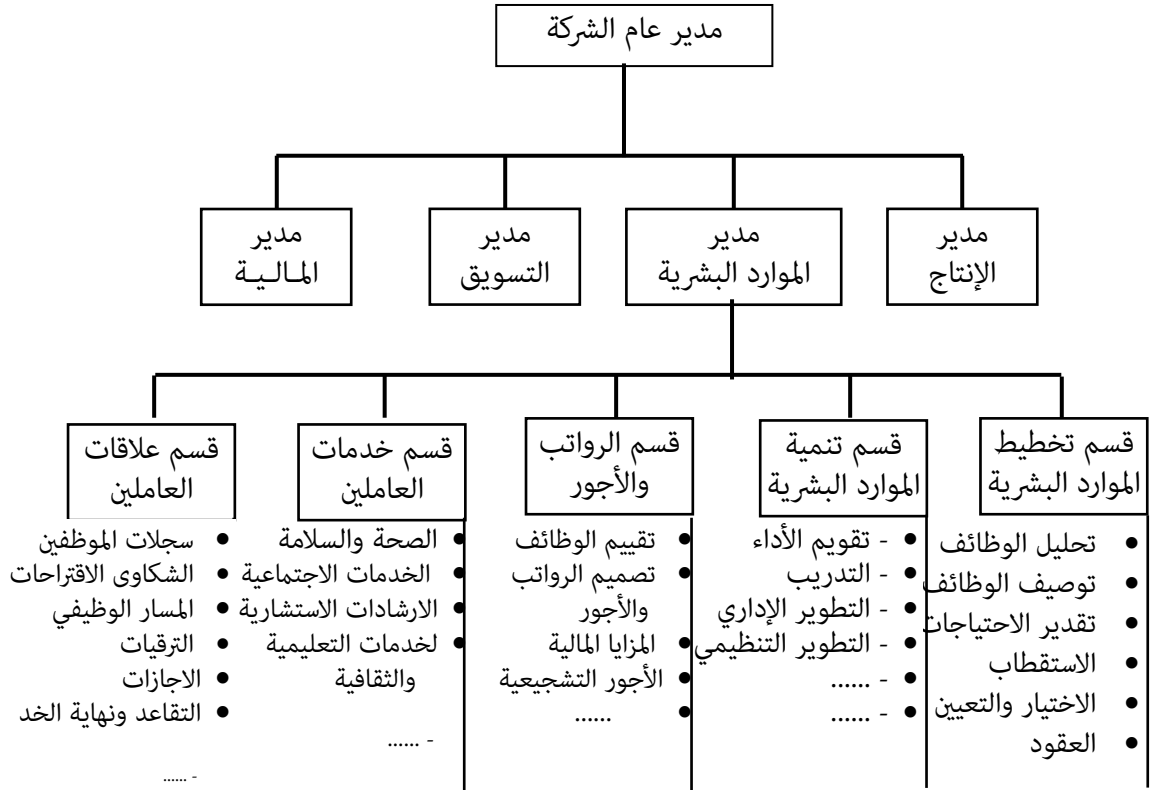 مدير عام الشركة
مدير
الإنتاج
مدير
الموارد البشرية
مدير
التسويق
مدير
المـالـيـة
قسم تخطيط
الموارد البشرية
• تحليل الوظائف
• توصيف الوظائف
• تقدير الاحتياجات
• الاستقطاب
• الاختيار والتعيين
• العقود
قسم تنمية
الموارد البشرية
• - تقويم الأداء
• - التدريب
• - التطوير الإداري
• - التطوير التنظيمي
• - ......
• - ......
قسم الرواتب
والأجور
• تقييم الوظائف
• تصميم الرواتب
والأجور
• المزايا المالية
• الأجور التشجيعية
• ......
قسم خدمات
العاملين
• الصحة والسلامة
• الخدمات الاجتماعية
• الارشادات الاستشارية
• لخدمات التعليمية
والثقافية
- ......
قسم علاقات
العاملين
• سجلات الموظفين
• الشكاوى الاقتراحات
• المسار الوظيفي
• الترقيات
• الاجازات
• التقاعد ونهاية الخد
- ......